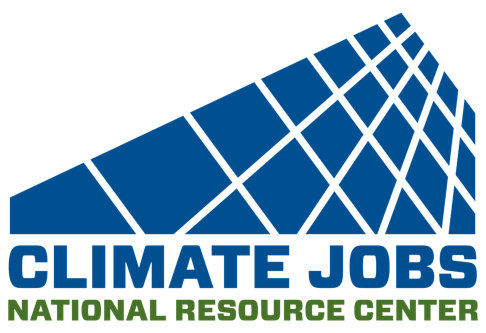 CLIMATE JOBS
NATIONAL RESOURCE CENTER